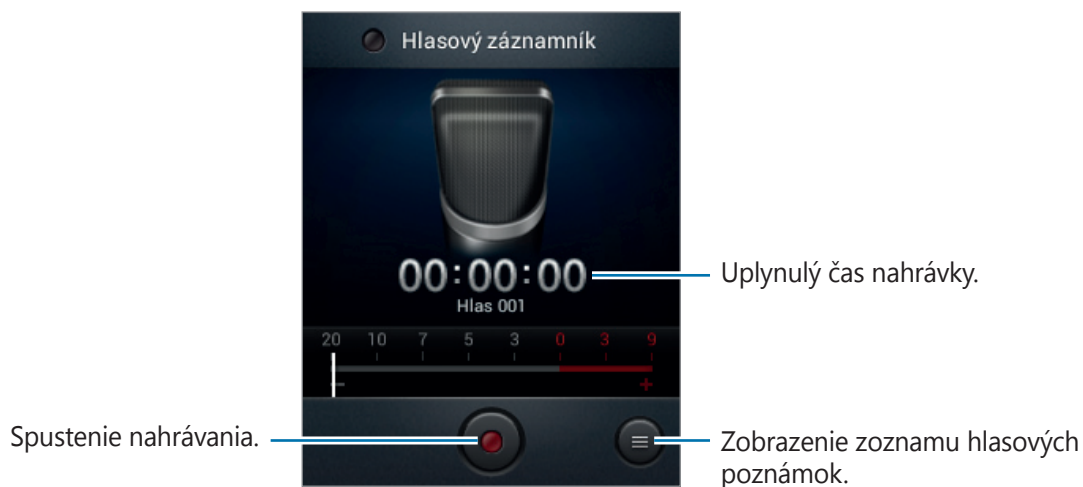 Hlasový záznamník
00:00:00
Uplynulý čas nahrávky.
Hlas 001
20 10 7 5 3 0 3 9
- +
Spustenie nahrávania.
Zobrazenie zoznamu hlasových
poznámok.